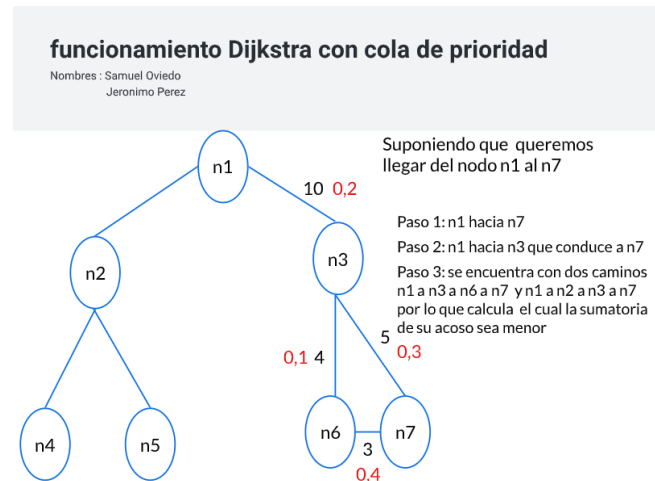 funcionamiento Dijkstra con cola de prioridad
Nombres : Samuel Oviedo
Jeronimo Perez
Suponiendo que queremos
llegar del nodo n1 al n7
n1
10 0,2
Paso 1: n1 hacia n7
Paso 2: n1 hacia n3 que conduce a n7
Paso 3: se encuentra con dos caminos
n1 a n3 a n6 a n7 y n1 a n2 a n3 a n7
por lo que calcula el cual la sumatoria
de su acoso sea menor
n2
n3
0,1 4
5
0,3
n4
n5
n6
n7
3
0,4